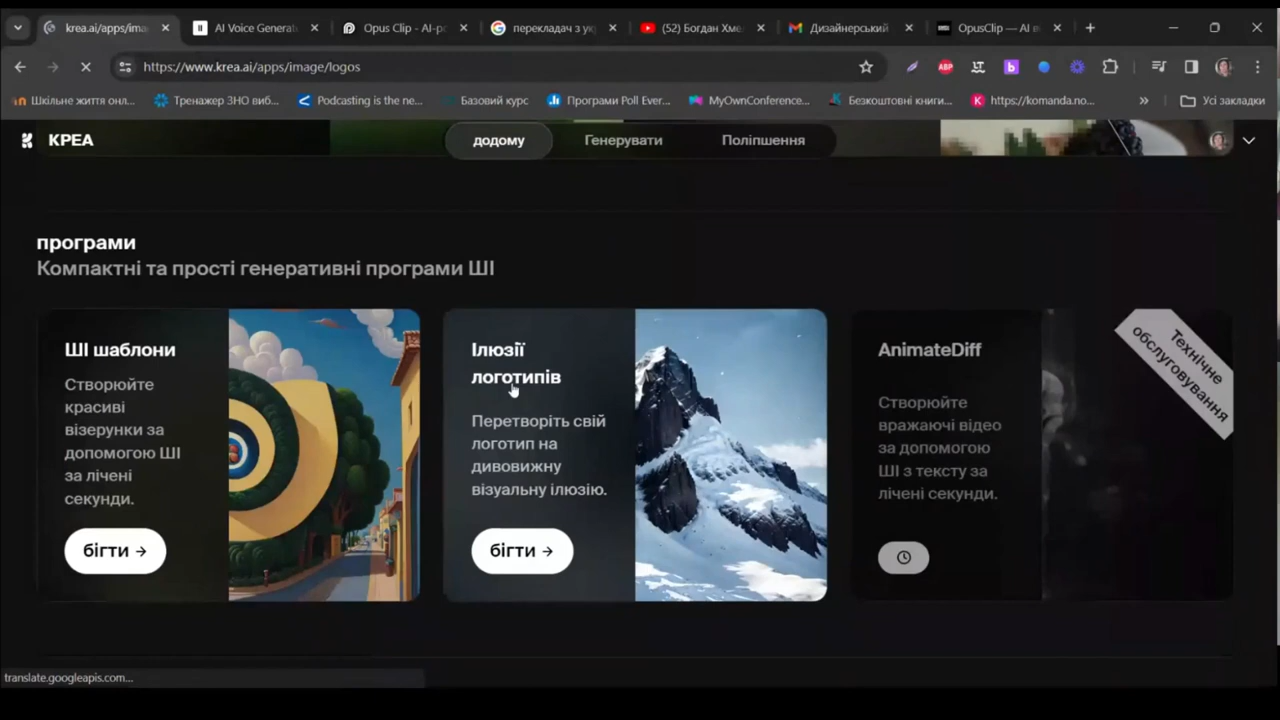 krea.ai/apps/ima
AI Voice Generat
Opus Clip - AI-po
перекладач з укр
(52) Богдан Хме
Дизайнерський
OpusClip — AI в
https://www.krea.ai/apps/image/logos
ABP
Шкільне життя онл...
Тренажер ЗНО виб...
Podcasting is the ne...
Базовий курс
Програми Poll Ever...
MyOwnConference...
Безкоштовні книги...
https://komanda.no...
Усі закладки
КРЕА
додому
Генерувати
Поліпшення
програми
Компактні та прості генеративні програми ШІ
ШІ шаблони
Створюйте
красиві
візерунки за
допомогою ШІ
за лічені
секунди.
бігти →
Ілюзії
логотипів
Перетворіть свій
логотип на
дивовижну
візуальну ілюзію.
бігти →
AnimateDiff
Створюйте
вражаючі відео
за допомогою
ШІ з тексту за
лічені секунди.
Технічне
обслуговування
translate.googleapis.com...